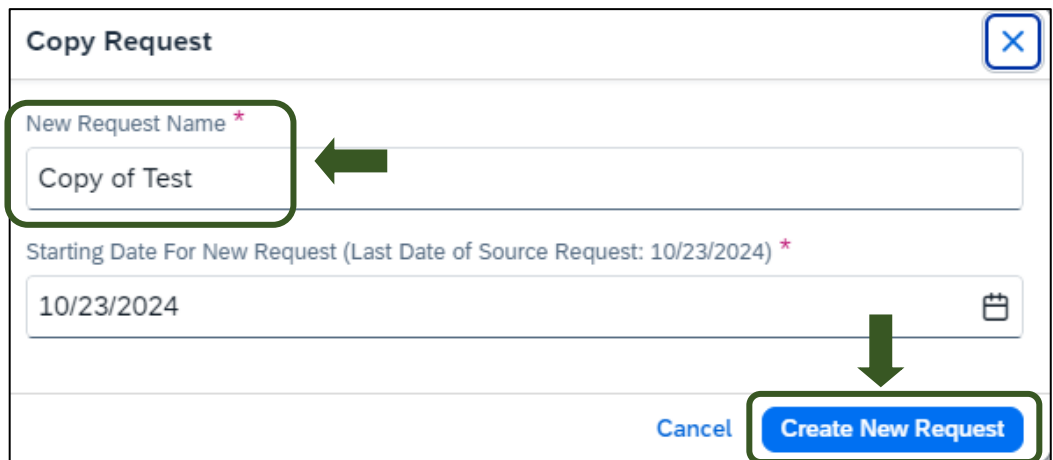 Copy Request
New Request Name *
Copy of Test
Starting Date For New Request (Last Date of Source Request: 10/23/2024) *
10/23/2024
Cancel Create New Request